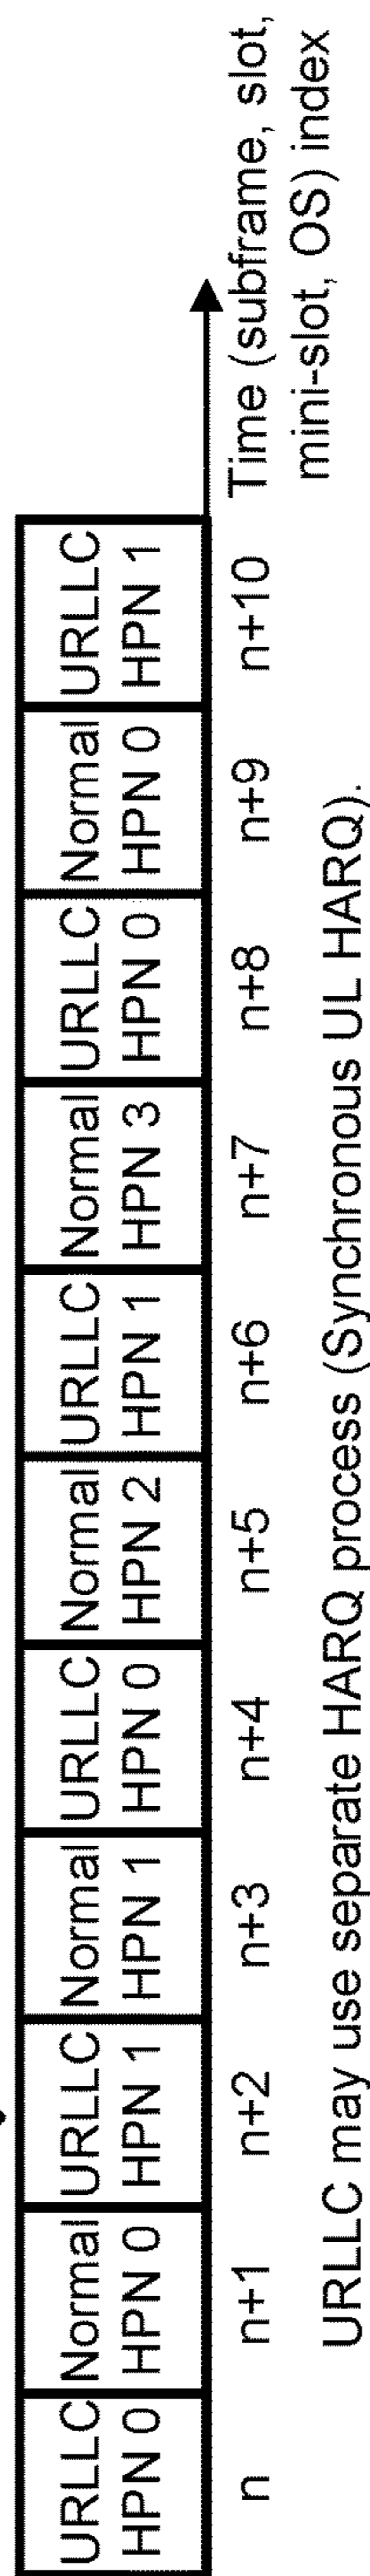 URLLC Normal URLLC Normal URLLC Normal URLLC Normal URLLC Normal URLLC
HPN 0 HPN 0 HPN 1 HPN 1 HPN 0 HPN 2 HPN 1 HPN 3 HPN 0 HPN 0 HPN 1
n n+1 n+2 n+3 n+4 n+5 n+6 n+7 n+8 n+9 n+10
Time (subframe, slot,
mini-slot, OS) index
URLLC may use separate HARQ process (Synchronous UL HARQ).